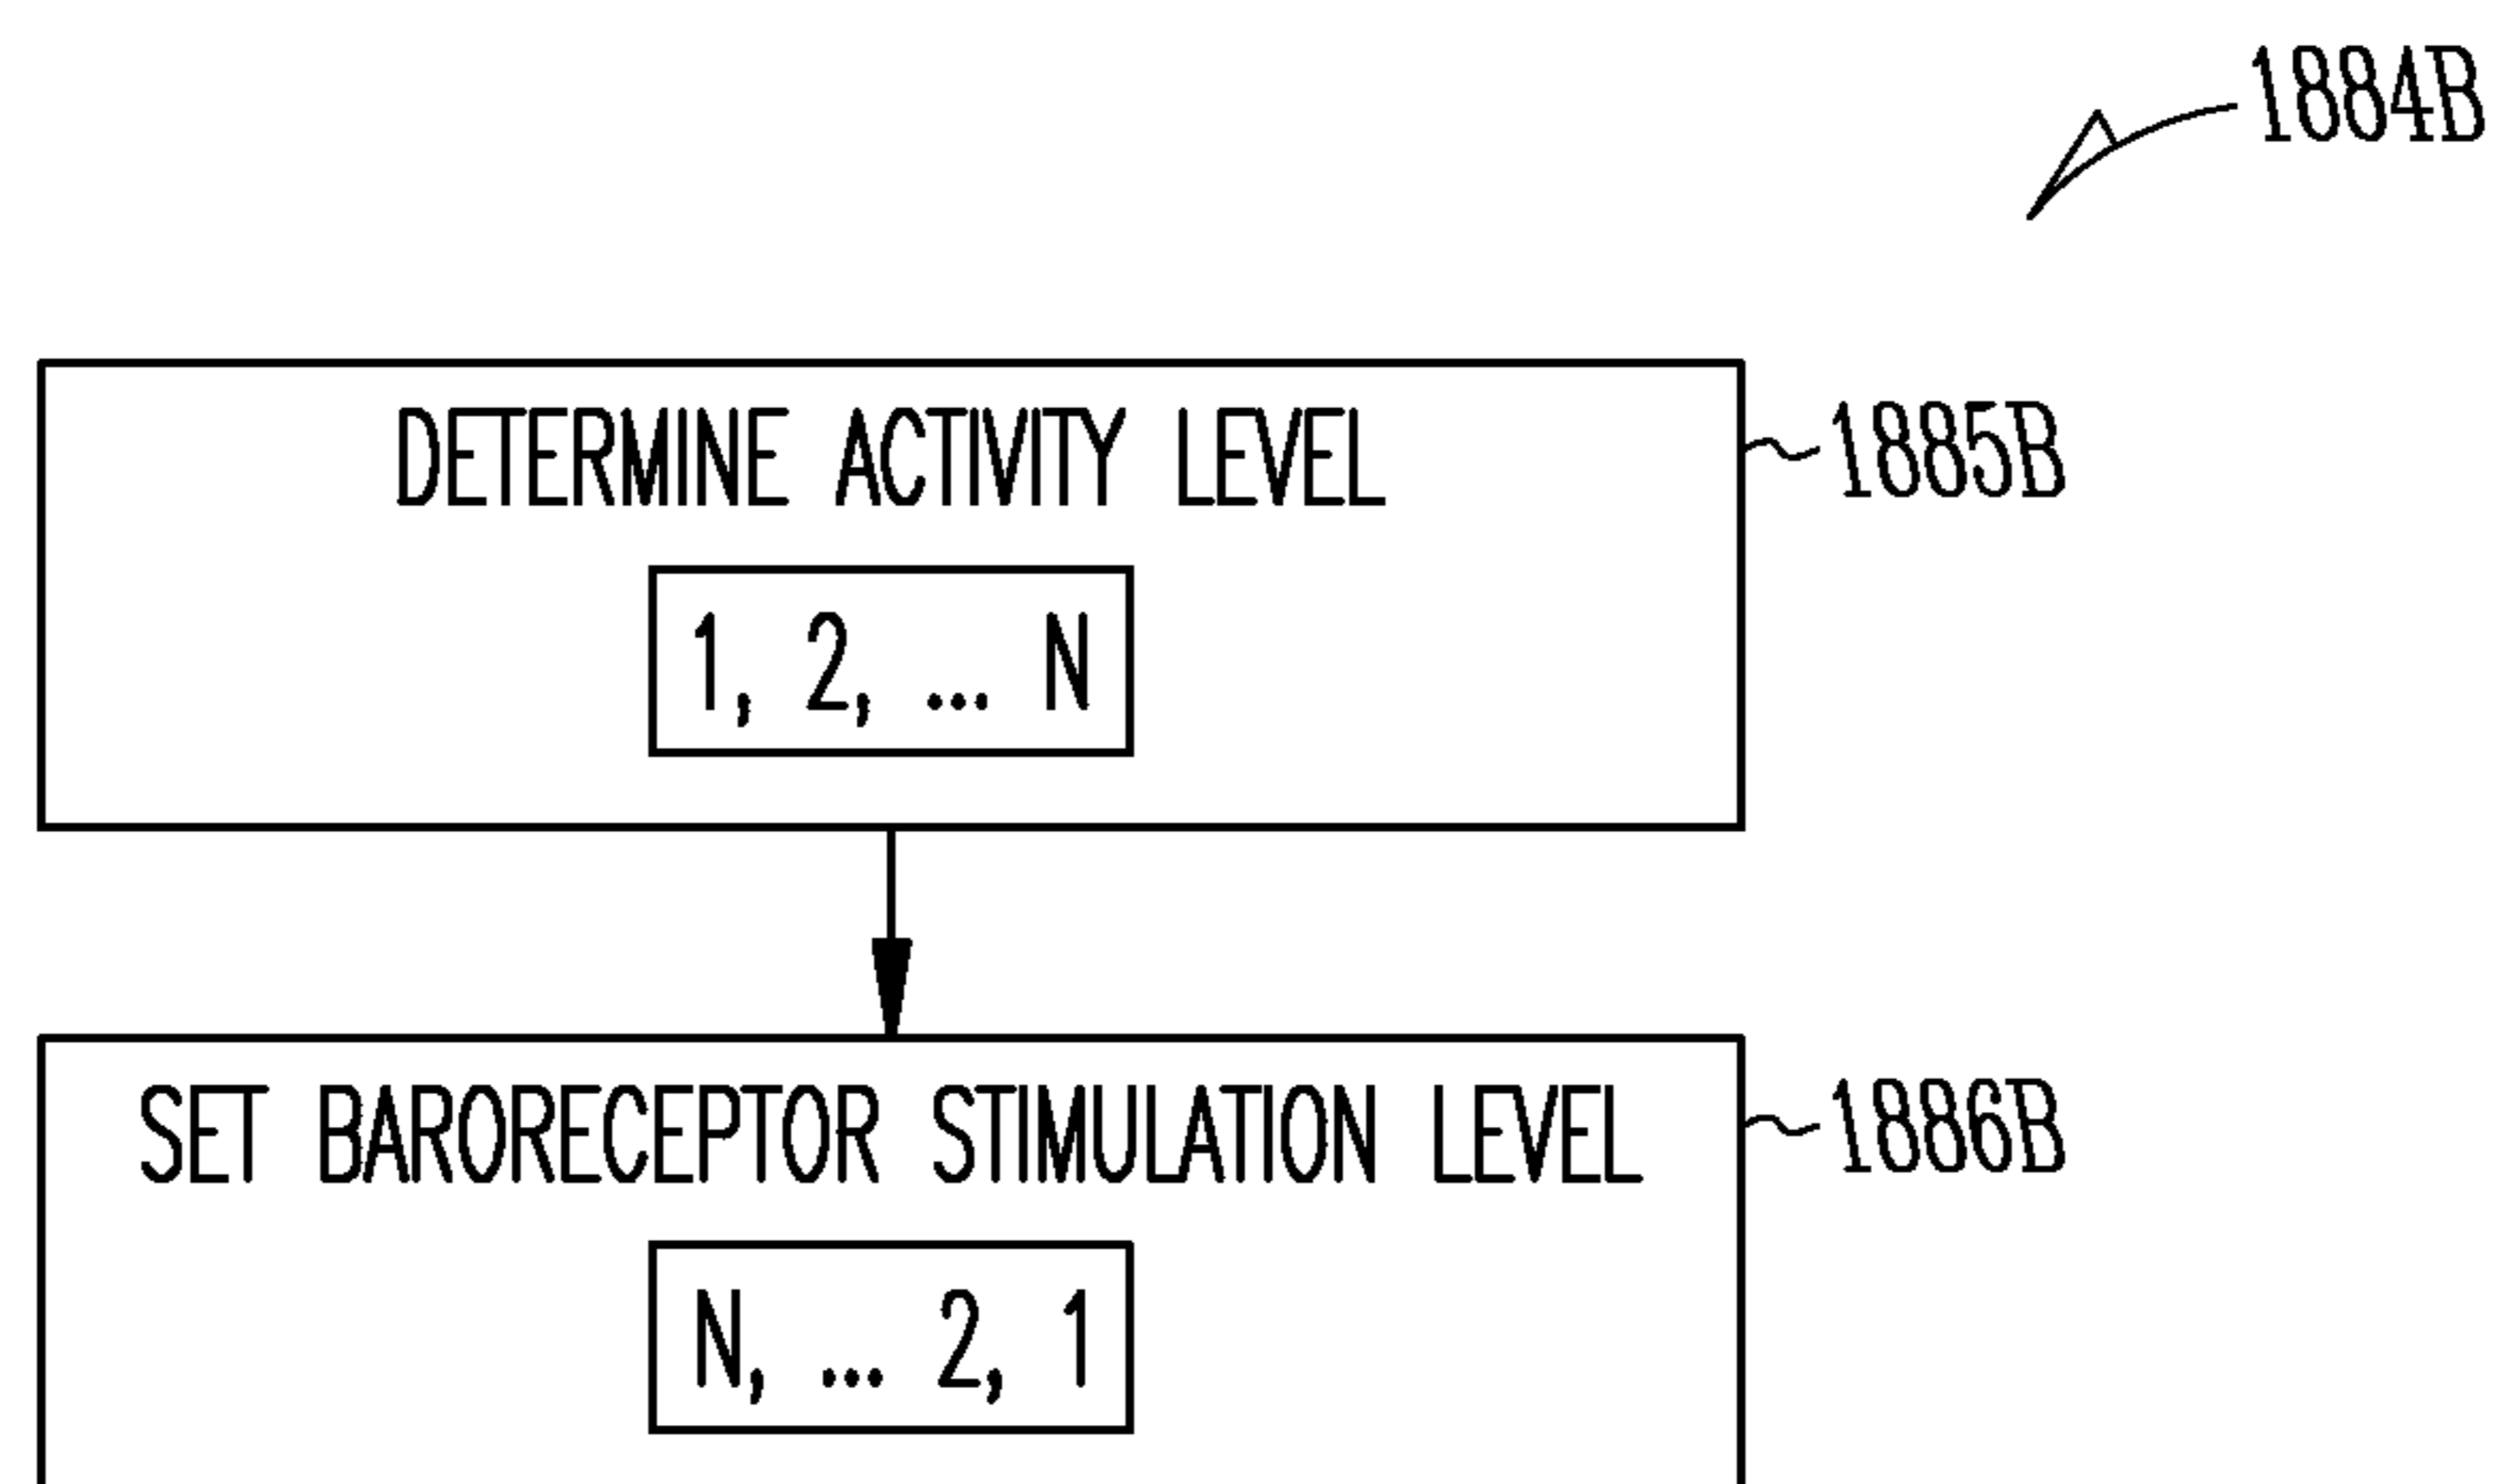 1884B
DETERMINE ACTIVITY LEVEL
1885B
1, 2, ... N
SET BARORECEPTOR STIMULATION LEVEL
1886B
N, ... 2, 1